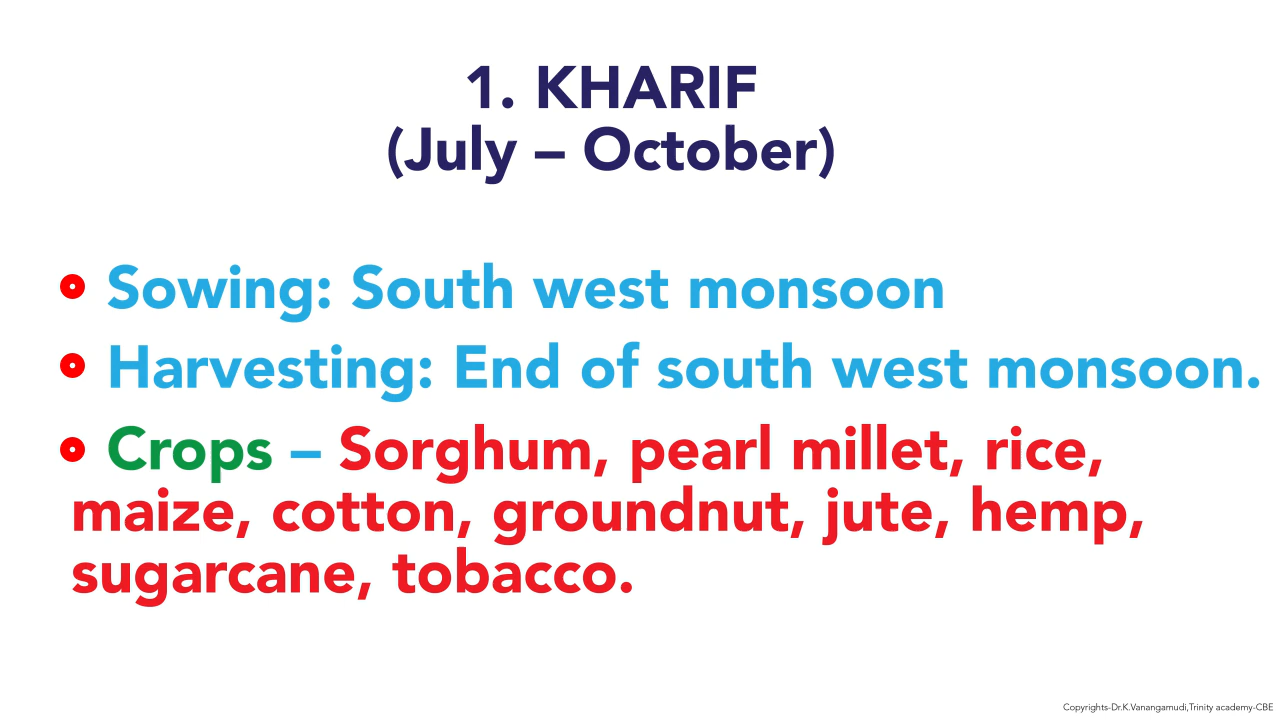 1. KHARIF
(July – October)
Sowing: South west monsoon
Harvesting: End of south west monsoon.
Crops – Sorghum, pearl millet, rice,
maize, cotton, groundnut, jute, hemp,
sugarcane, tobacco.
Copyrights-Dr.K.Vanangamudi,Trinity academy-CBE